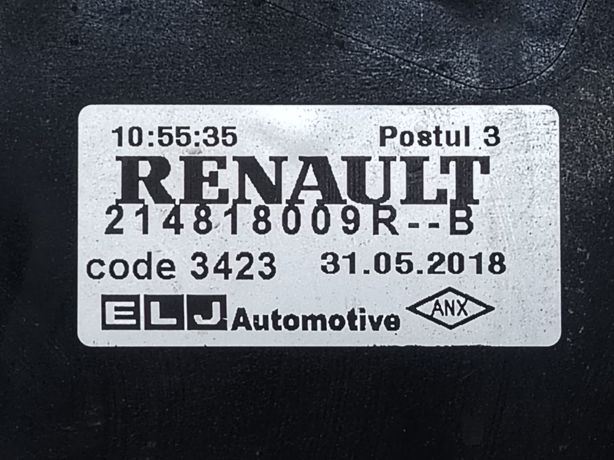 10:55:35 Postul 3
RENAULT
214818009R--B
code 3423 31.05.2018
ELJ Automotive ANX